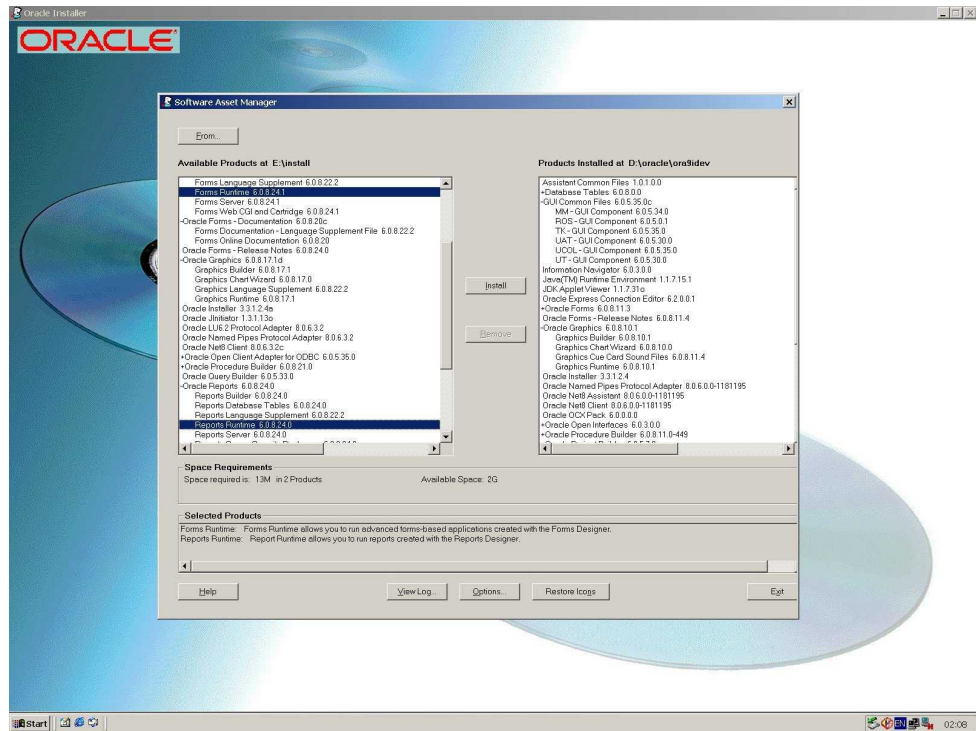 Oracle Installer
ORACLE
Software Asset Manager
From...
Available Products at E:\install
Forms Language Supplement 6.0.8.22.2
Forms Runtime 6.0.8.24.1
Forms Server 6.0.8.24.1
Forms Web CGI and Cartridge 6.0.8.24.1
-Oracle Forms - Documentation 6.0.8.20c
Forms Documentation - Language Supplement File 6.0.8.22.2
Forms Online Documentation 6.0.8.20
Oracle Forms - Release Notes 6.0.8.24.0
-Oracle Graphics 6.0.8.17.1d
Graphics Builder 6.0.8.17.1
Graphics Chart Wizard 6.0.8.17.0
Graphics Language Supplement 6.0.8.22.2
Graphics Runtime 6.0.8.17.1
Oracle Installer 3.3.1.2.4a
Oracle JInitiator 1.3.1.13o
Oracle LU6.2 Protocol Adapter 8.0.6.3.2
Oracle Named Pipes Protocol Adapter 8.0.6.3.2
Oracle Net8 Client 8.0.6.3.2c
+Oracle Open Client Adapter for ODBC 6.0.5.35.0
+Oracle Procedure Builder 6.0.8.21.0
Oracle Query Builder 6.0.5.33.0
-Oracle Reports 6.0.8.24.0
Reports Builder 6.0.8.24.0
Reports Database Tables 6.0.8.24.0
Reports Language Supplement 6.0.8.22.2
Reports Runtime 6.0.8.24.0
Reports Server 6.0.8.24.0
Install
Remove
Products Installed at D:\oracle\ora9idev
Assistant Common Files 1.0.1.0.0
+Database Tables 6.0.8.0.0
-GUI Common Files 6.0.5.35.0c
MM - GUI Component 6.0.5.34.0
ROS - GUI Component 6.0.5.0.1
TK - GUI Component 6.0.5.35.0
UAT - GUI Component 6.0.5.30.0
UCOL - GUI Component 6.0.5.35.0
UT - GUI Component 6.0.5.30.0
Information Navigator 6.0.3.0.0
Java(TM) Runtime Environment 1.1.7.15.1
JDK AppletViewer 1.1.7.31o
Oracle Express Connection Editor 6.2.0.0.1
+Oracle Forms 6.0.8.11.3
Oracle Forms - Release Notes 6.0.8.11.4
-Oracle Graphics 6.0.8.10.1
Graphics Builder 6.0.8.10.1
Graphics Chart Wizard 6.0.8.10.0
Graphics Cue Card Sound Files 6.0.8.11.4
Graphics Runtime 6.0.8.10.1
Oracle Installer 3.3.1.2.4
Oracle Named Pipes Protocol Adapter 8.0.6.0.0-1181195
Oracle Net8 Assistant 8.0.6.0.0-1181195
Oracle Net8 Client 8.0.6.0.0-1181195
Oracle OCX Pack 6.0.0.0.0
+Oracle Open Interfaces 6.0.3.0.0
+Oracle Procedure Builder 6.0.8.11.0-449
Space Requirements
Space required is: 13M in 2 Products
Available Space: 2G
Selected Products
Forms Runtime: Forms Runtime allows you to run advanced forms-based applications created with the Forms Designer.
Reports Runtime: Report Runtime allows you to run reports created with the Reports Designer.
Help
View Log...
Options...
Restore Icons
Exit
Start
EN
02:08